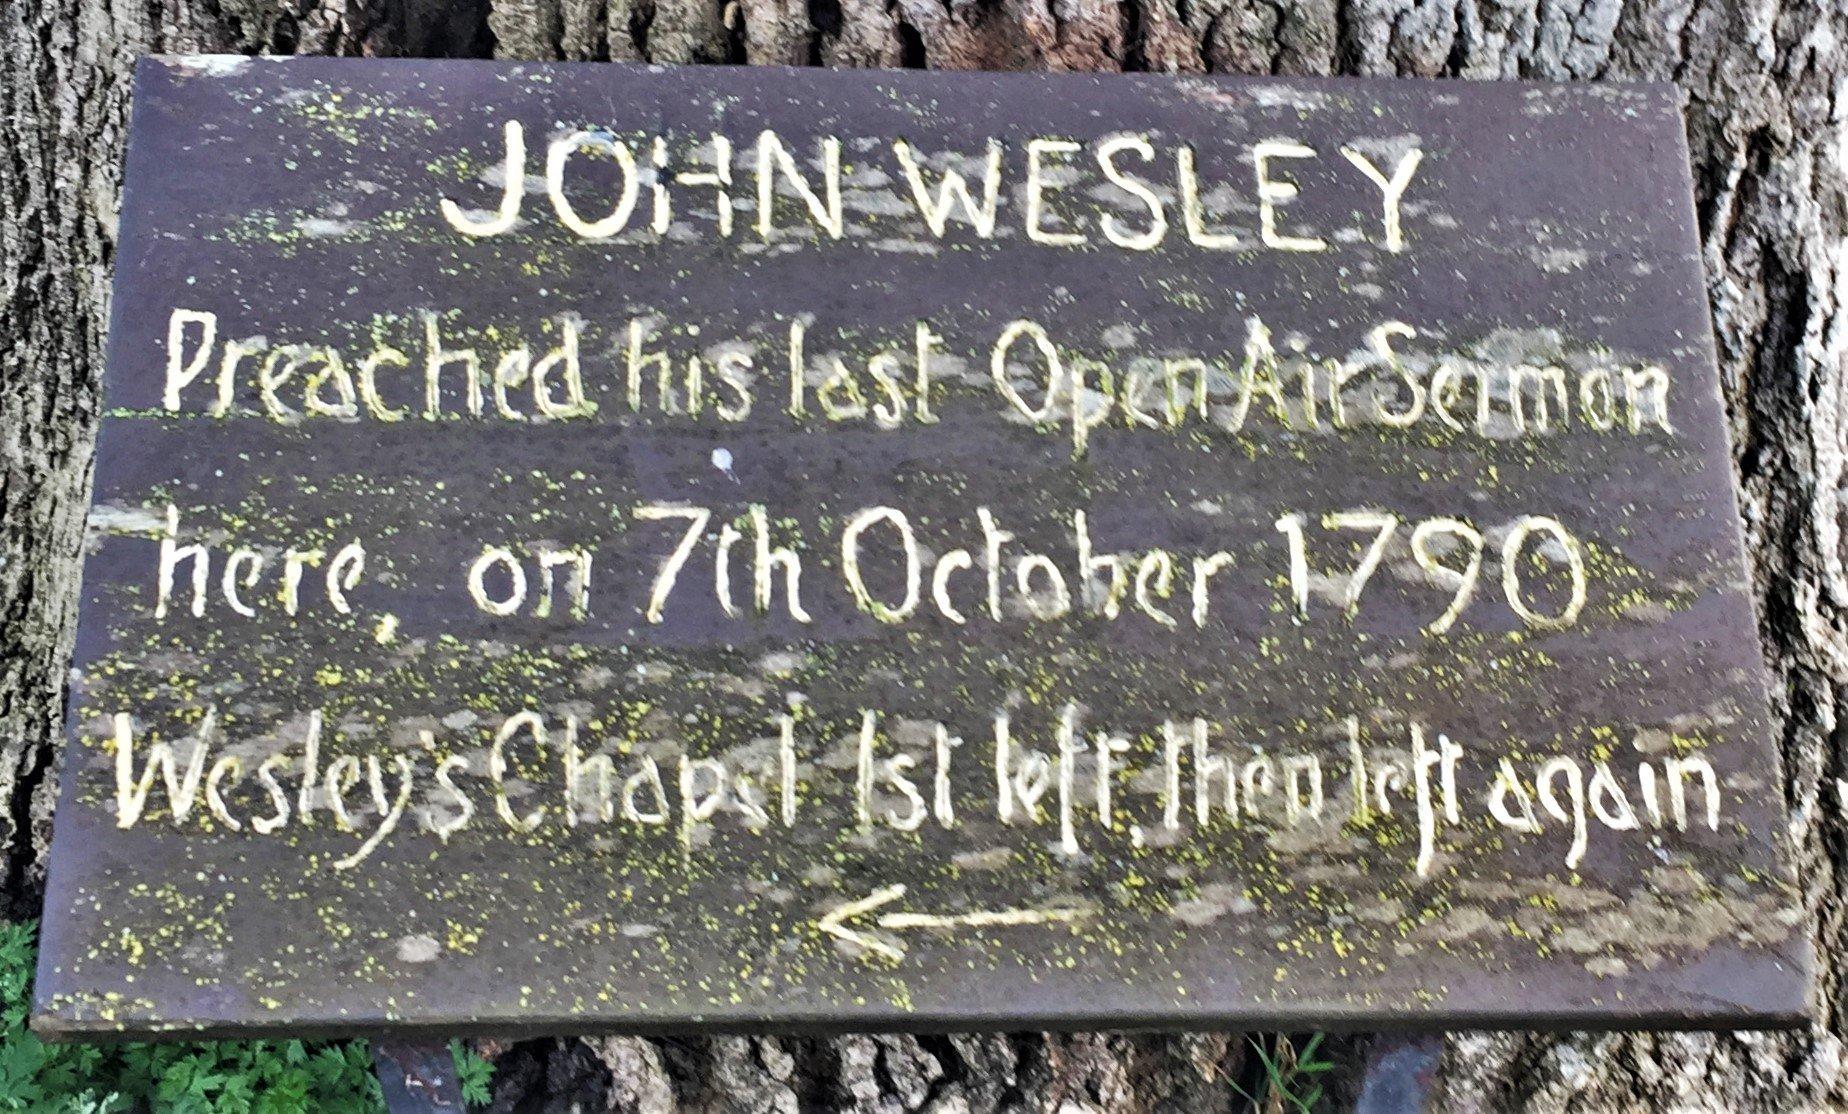 JOHN WESLEY
Preached his last Open Air Sermon
here, on 7th October 1790
Wesley's Chapel 1st left, then left again
←